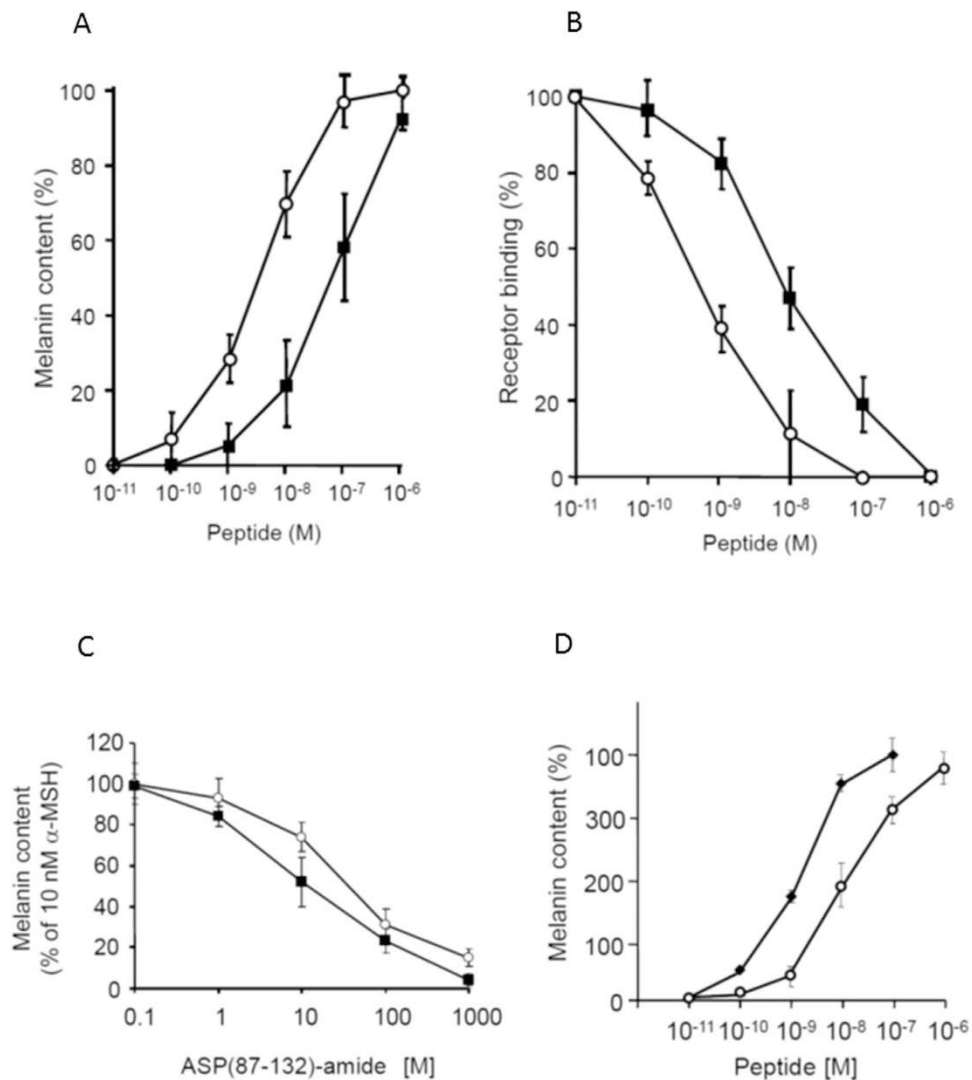 A
Melanin content (%)
100
80
60
40
20
0
10-11 10-10 10-9 10-8 10-7 10-6
Peptide (M)
B
Receptor binding (%)
100
80
60
40
20
0
10-11 10-10 10-9 10-8 10-7 10-6
Peptide (M)
C
Melanin content
(% of 10 nM α-MSH)
120
100
80
60
40
20
0
0.1 1 10 100 1000
ASP(87-132)-amide [M]
D
Melanin content (%)
100
300
200
100
0
10-11 10-10 10-9 10-8 10-7 10-6
Peptide [M]